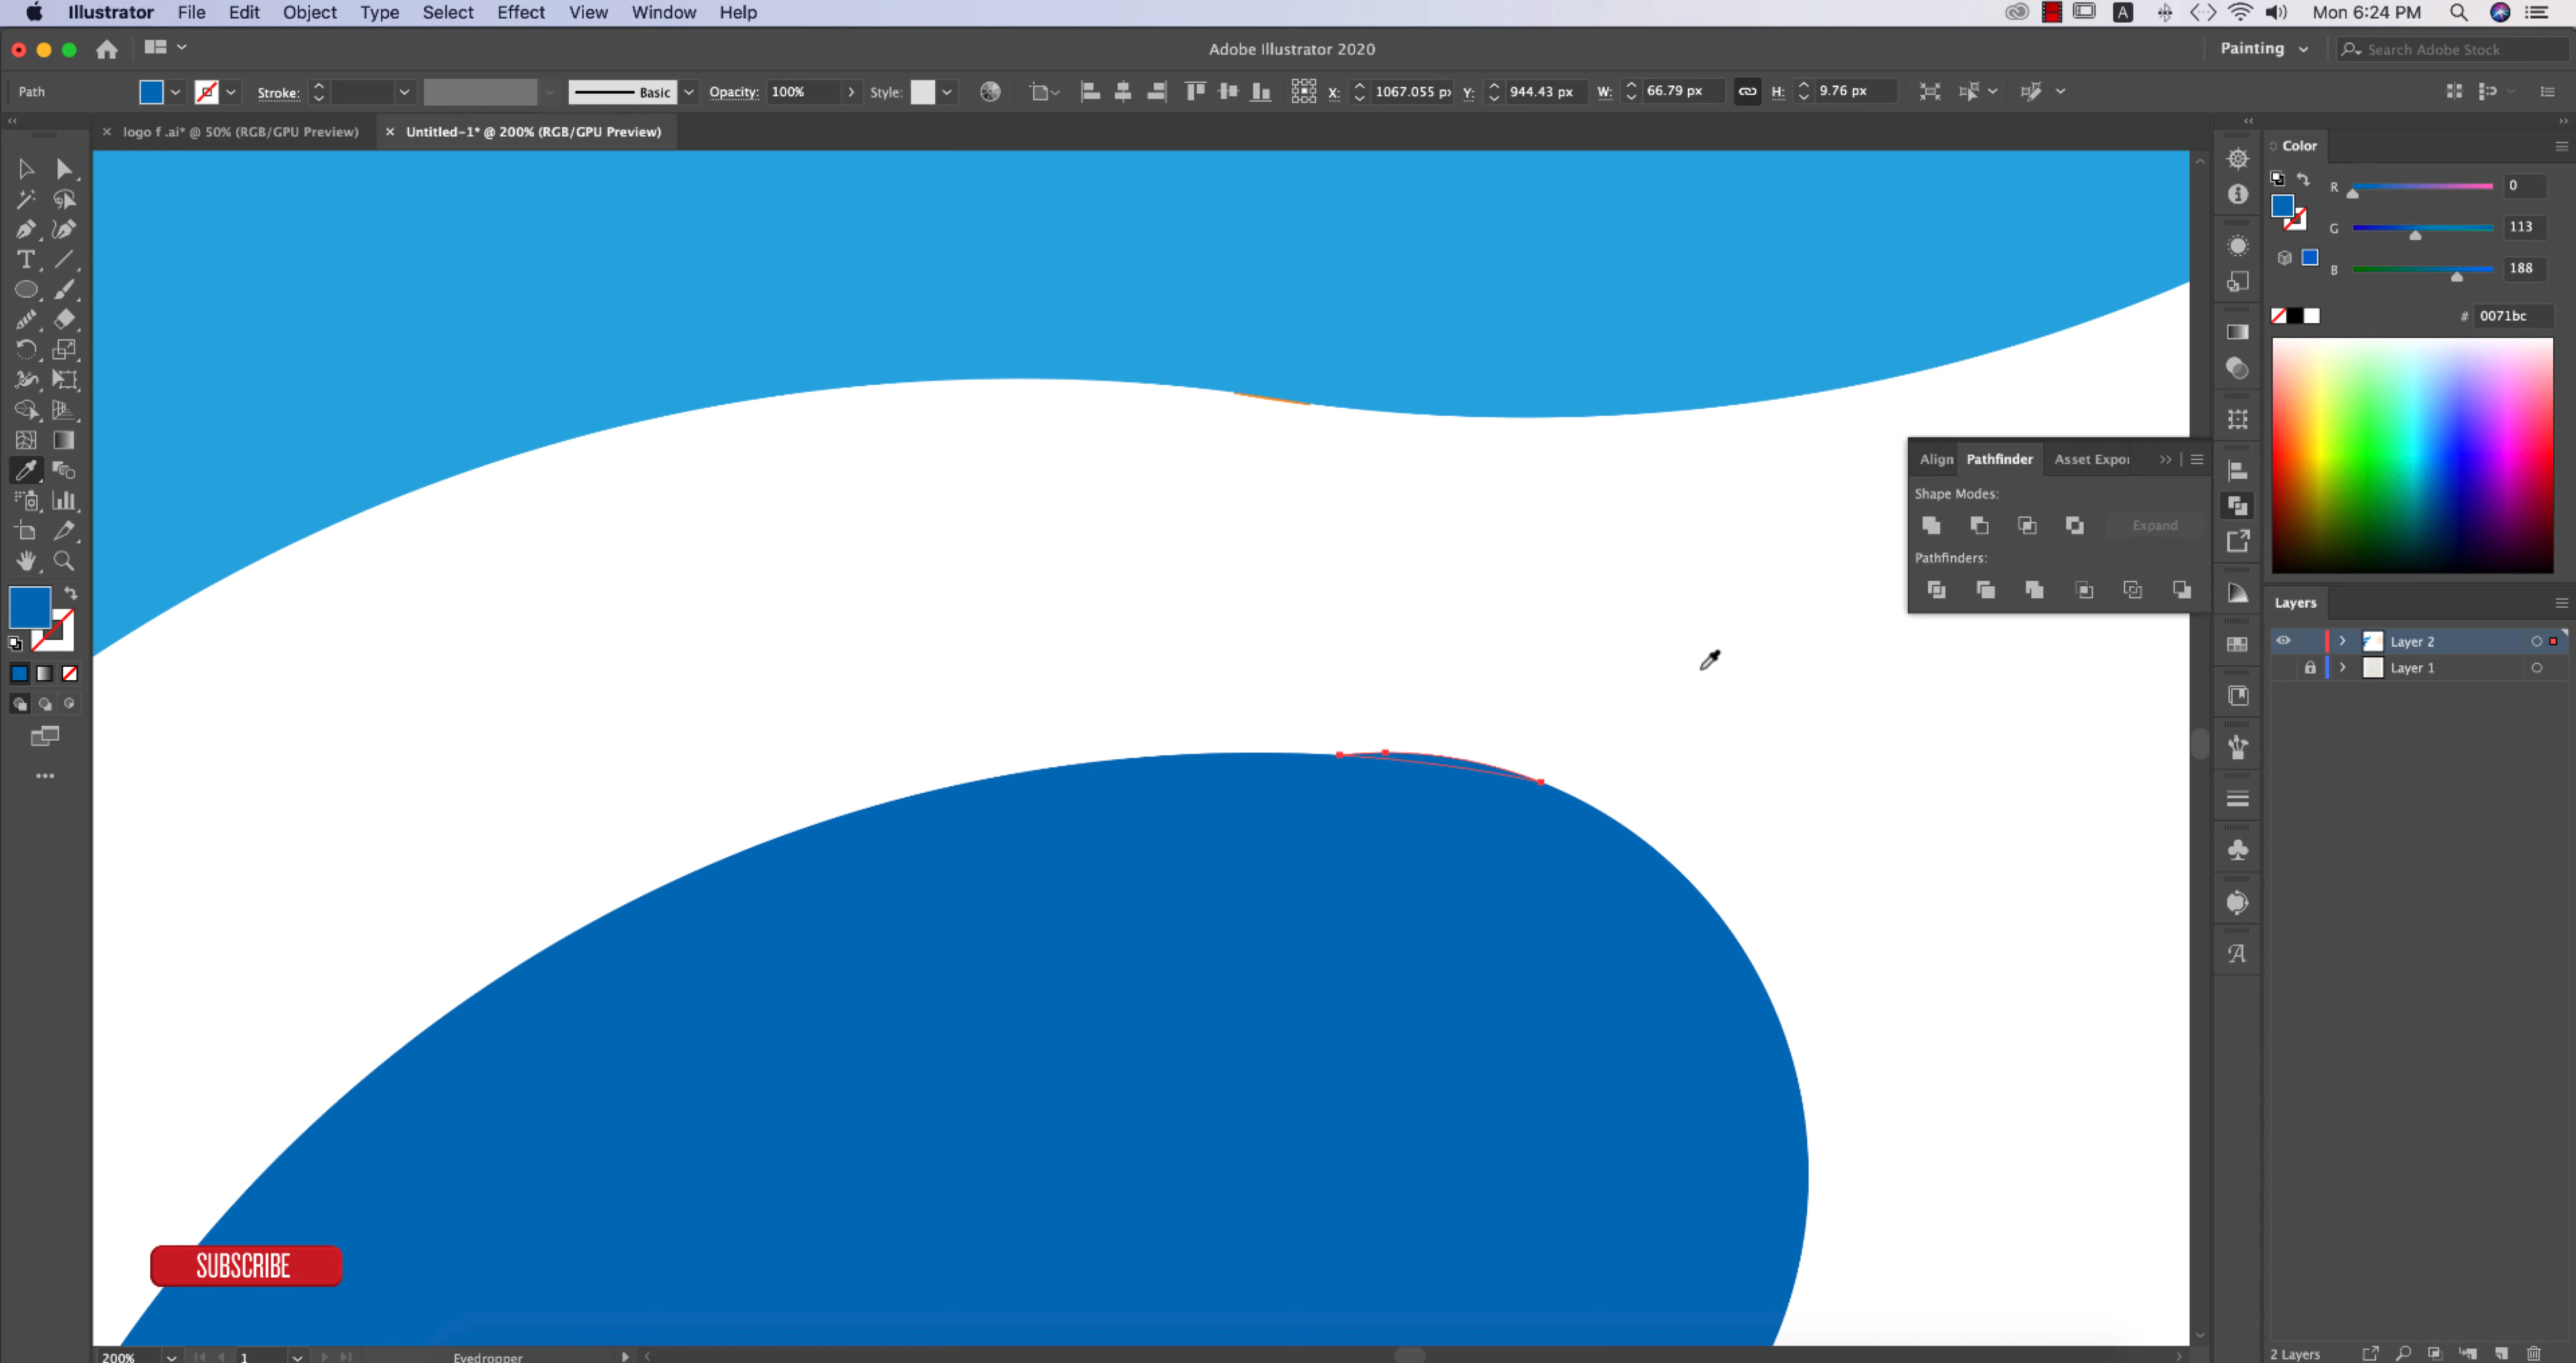 Illustrator File Edit Object Type Select Effect View Window Help
A Mon 6:24 PM
Adobe Illustrator 2020
Painting Search Adobe Stock
Path Stroke: Basic Opacity: 100% Style: X: 1067.055 p Y: 944.43 px W: 66.79 px H: 9.76 px
× logo f .ai* @ 50% (RGB/GPU Preview) × Untitled-1* @ 200% (RGB/GPU Preview)
Color
R 0
G 113
B 188
# 0071bc
Align Pathfinder Asset Expo
Shape Modes:
Expand
Pathfinders:
Layers
Layer 2
Layer 1
SUBSCRIBE
200% 1 Eyedropper
2 Layers